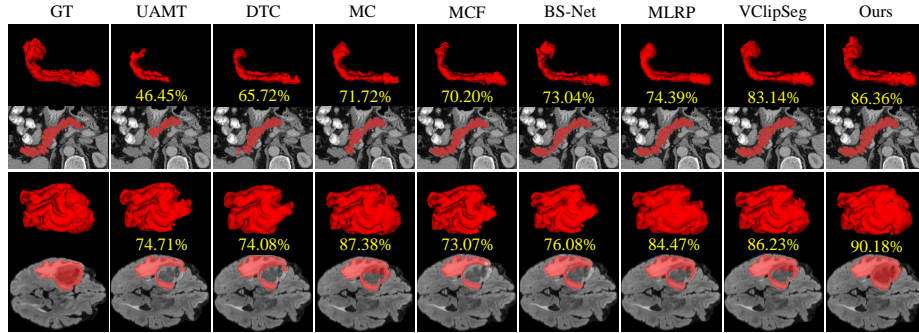 GT UAMT DTC MC MCF BS-Net MLRP VClipSeg Ours
46.45% 65.72% 71.72% 70.20% 73.04% 74.39% 83.14% 86.36%
74.71% 74.08% 87.38% 73.07% 76.08% 84.47% 86.23% 90.18%